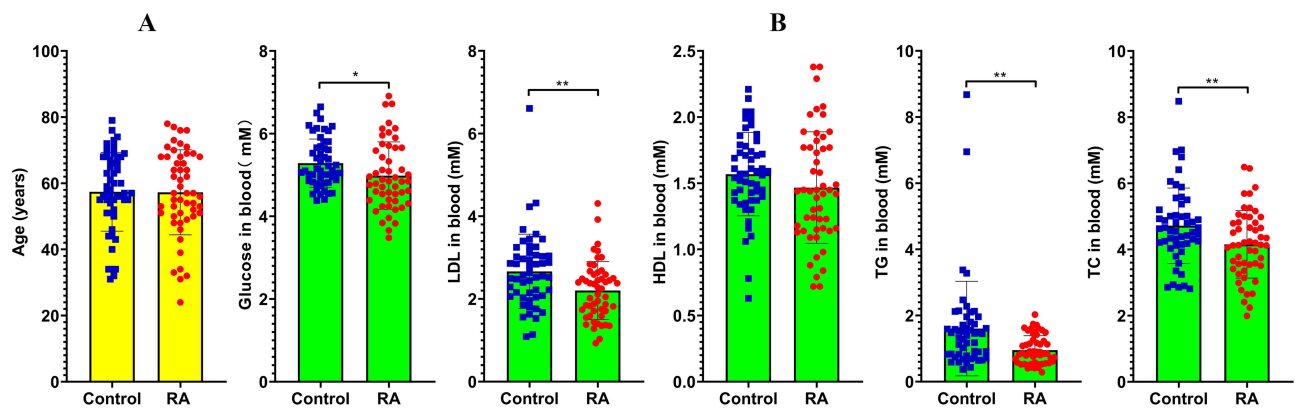 A
B
Age (years)
100
80
60
40
20
0
Control
RA
Glucose in blood( mM)
8
6
4
2
0
*
Control
RA
LDL in blood (mM)
8
6
4
2
0
**
Control
RA
HDL in blood (mM)
2.5
2.0
1.5
1.0
0.5
0.0
Control
RA
TG in blood (mM)
10
8
6
4
2
0
**
Control
RA
TC in blood (mM)
10
8
6
4
2
0
**
Control
RA